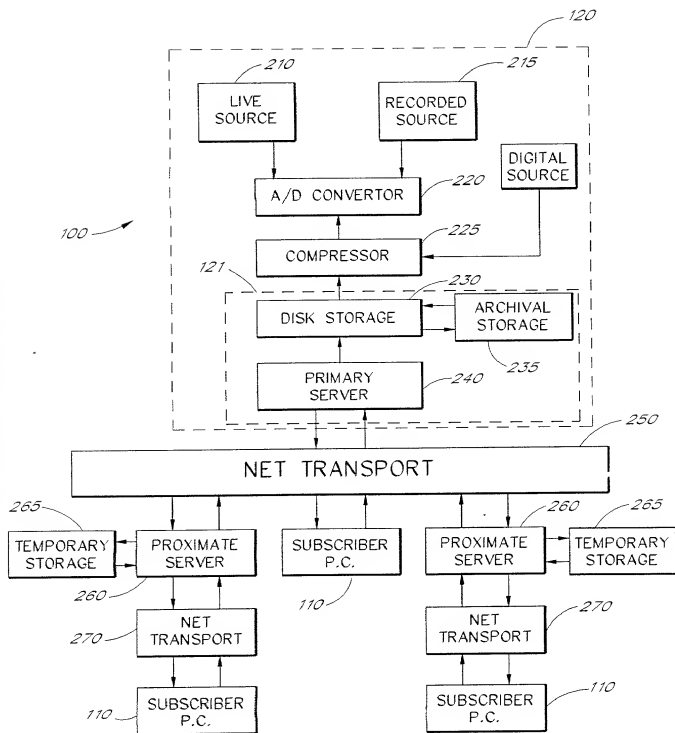 120
210
215
LIVE
SOURCE
RECORDED
SOURCE
DIGITAL
SOURCE
A/D CONVERTOR
220
100
225
COMPRESSOR
121
230
DISK STORAGE
ARCHIVAL
STORAGE
235
PRIMARY
SERVER
240
250
NET TRANSPORT
265
TEMPORARY
STORAGE
PROXIMATE
SERVER
260
SUBSCRIBER
P.C.
110
260
PROXIMATE
SERVER
265
TEMPORARY
STORAGE
270
NET
TRANSPORT
NET
TRANSPORT
270
110
SUBSCRIBER
P.C.
SUBSCRIBER
P.C.
110